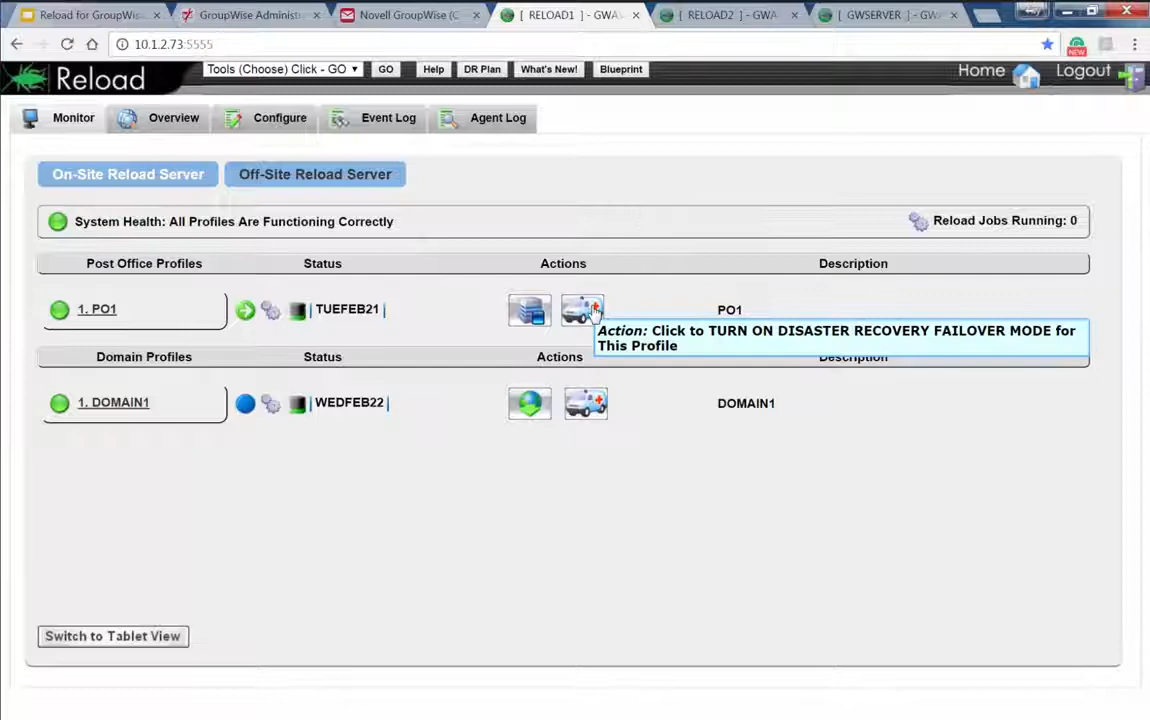 Reload for GroupWis
GroupWise Administ
Novell GroupWise (C
[ RELOAD1 ] - GWA
[ RELOAD2 ] - GWA
[ GWSERVER ] - GW
10.1.2.73:5555
NEW
Reload
Tools (Choose) Click - GO
GO
Help
DR Plan
What's New!
Blueprint
Home
Logout
Monitor
Overview
Configure
Event Log
Agent Log
On-Site Reload Server
Off-Site Reload Server
System Health: All Profiles Are Functioning Correctly
Reload Jobs Running: 0
Post Office Profiles
Status
Actions
Description
1. PO1
| TUEFEB21 |
PO1
Action: Click to TURN ON DISASTER RECOVERY FAILOVER MODE for
This Profile
Domain Profiles
Status
Actions
Description
1. DOMAIN1
| WEDFEB22 |
DOMAIN1
Switch to Tablet View